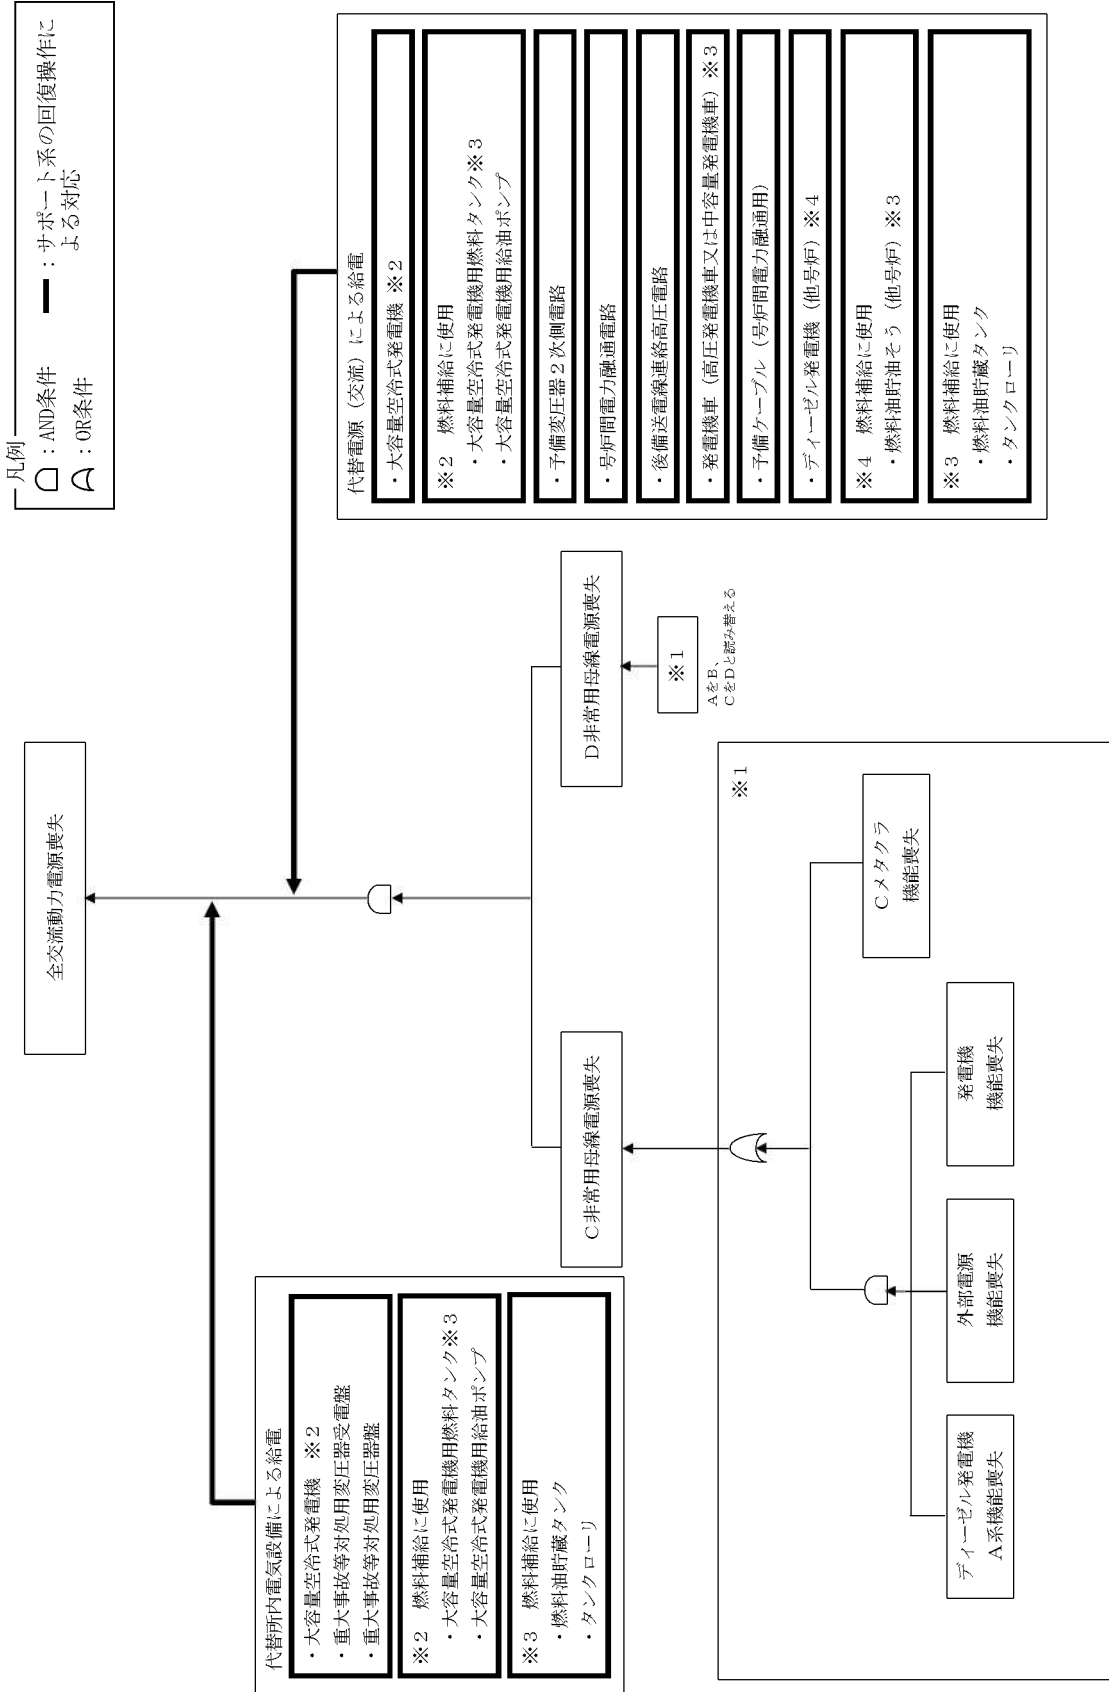 凡例
：AND条件
：OR条件
：サポート系の回復操作に
よる対応
全交流動力電源喪失
代替所内電気設備による給電
・大容量空冷式発電機　※２
・重大事故等対処用変圧器受電盤
・重大事故等対処用変圧器盤
※２　燃料補給に使用
・大容量空冷式発電機用燃料タンク※３
・大容量空冷式発電機用給油ポンプ
※３　燃料補給に使用
・燃料油貯蔵タンク
・タンクローリ
代替電源（交流）による給電
・大容量空冷式発電機 ※２
※２　燃料補給に使用
・大容量空冷式発電機用燃料タンク※３
・大容量空冷式発電機用給油ポンプ
・予備変圧器２次側電路
・号炉間電力融通電路
・後備送電線連絡高圧電路
・発電機車（高圧発電機車又は中容量発電機車）※３
・予備ケーブル（号炉間電力融通用）
・ディーゼル発電機（他号炉）※４
※４　燃料補給に使用
・燃料油貯油そう（他号炉）※３
※３　燃料補給に使用
・燃料油貯蔵タンク
・タンクローリ
Ｃ非常用母線電源喪失
Ｄ非常用母線電源喪失
※１
ＡをＢ、
ＣをＤと読み替える
※１
Ｃメタクラ
機能喪失
ディーゼル発電機
Ａ系機能喪失
外部電源
機能喪失
発電機
機能喪失